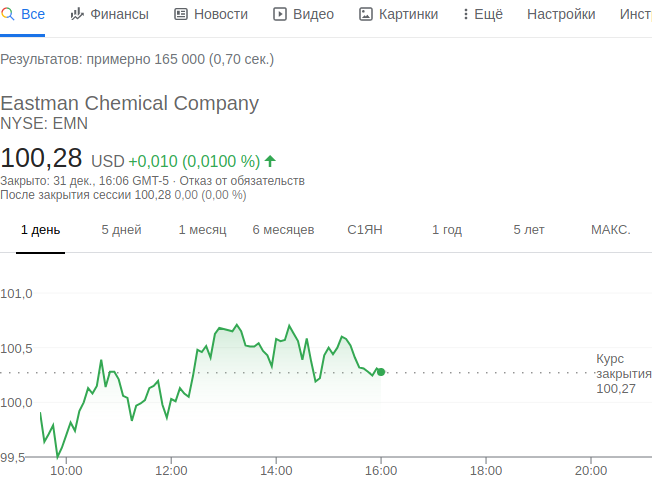 Все Финансы Новости Видео Картинки Ещё Настройки Инст
Результатов: примерно 165 000 (0,70 сек.)
Eastman Chemical Company
NYSE: EMN
100,28 USD +0,010 (0,0100 %)
Закрыто: 31 дек., 16:06 GMT-5 · Отказ от обязательств
После закрытия сессии 100,28 0,00 (0,00 %)
1 день 5 дней 1 месяц 6 месяцев С1ЯН 1 год 5 лет МАКС.
101,0
100,5
Курс
закрытия
100,27
100,0
99,5
10:00 12:00 14:00 16:00 18:00 20:00